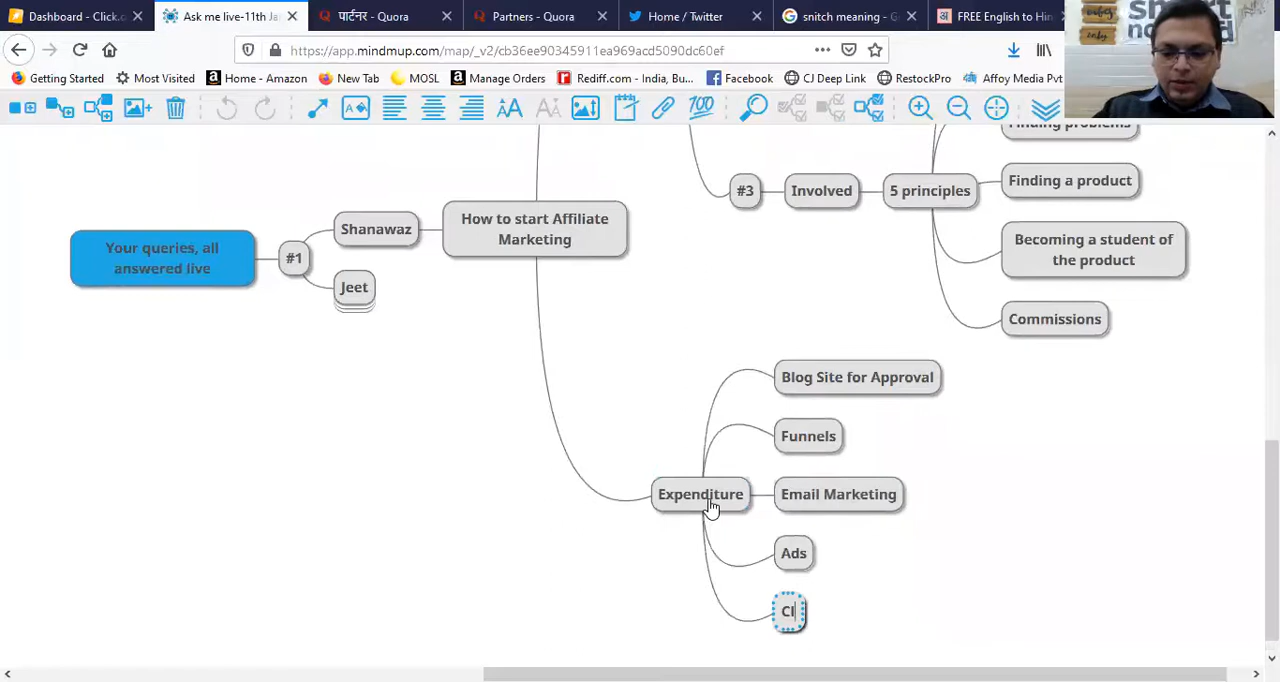 Dashboard - Click.c
Ask me live-11th Ja
पार्टनर - Quora
Partners - Quora
Home / Twitter
snitch meaning - G
FREE English to Hin
https://app.mindmup.com/map/_v2/cb36ee90345911ea969acd5090dc60ef
Getting Started
Most Visited
Home - Amazon
New Tab
MOSL
Manage Orders
Rediff.com - India, Bu...
Facebook
CJ Deep Link
RestockPro
Affoy Media Pvt
Finding problems
#3
Involved
5 principles
Finding a product
How to start Affiliate
Marketing
Shanawaz
Your queries, all
answered live
#1
Jeet
Becoming a student of
the product
Commissions
Blog Site for Approval
Funnels
Expenditure
Email Marketing
Ads
Cl